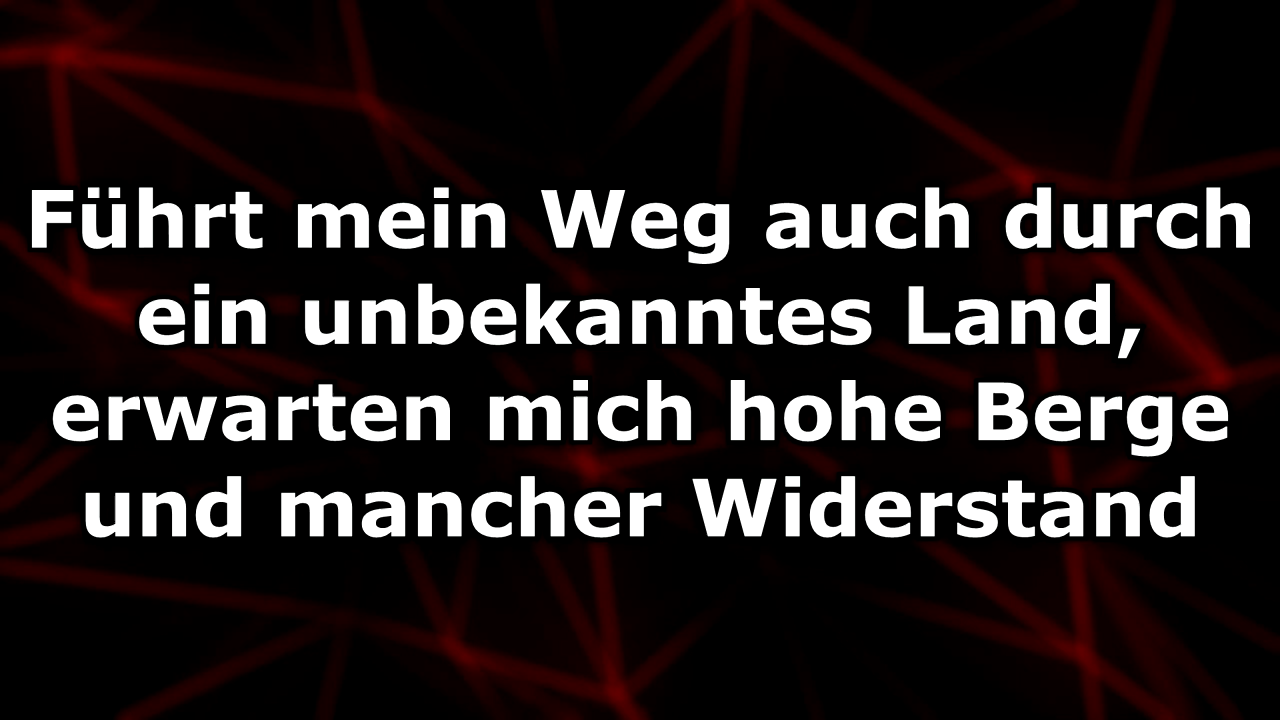 Führt mein Weg auch durch
ein unbekanntes Land,
erwarten mich hohe Berge
und mancher Widerstand